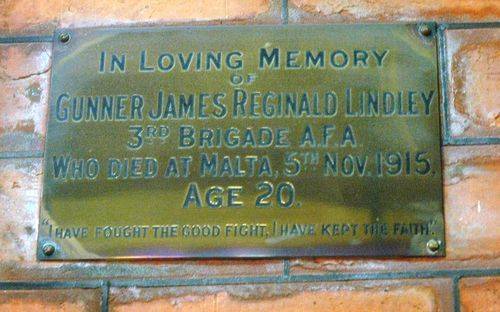 IN LOVING MEMORY
OF
GUNNER JAMES REGINALD LINDLEY
3RD BRIGADE A.F.A.
WHO DIED AT MALTA, 5TH NOV. 1915.
AGE 20.
"I HAVE FOUGHT THE GOOD FIGHT, I HAVE KEPT THE FAITH".